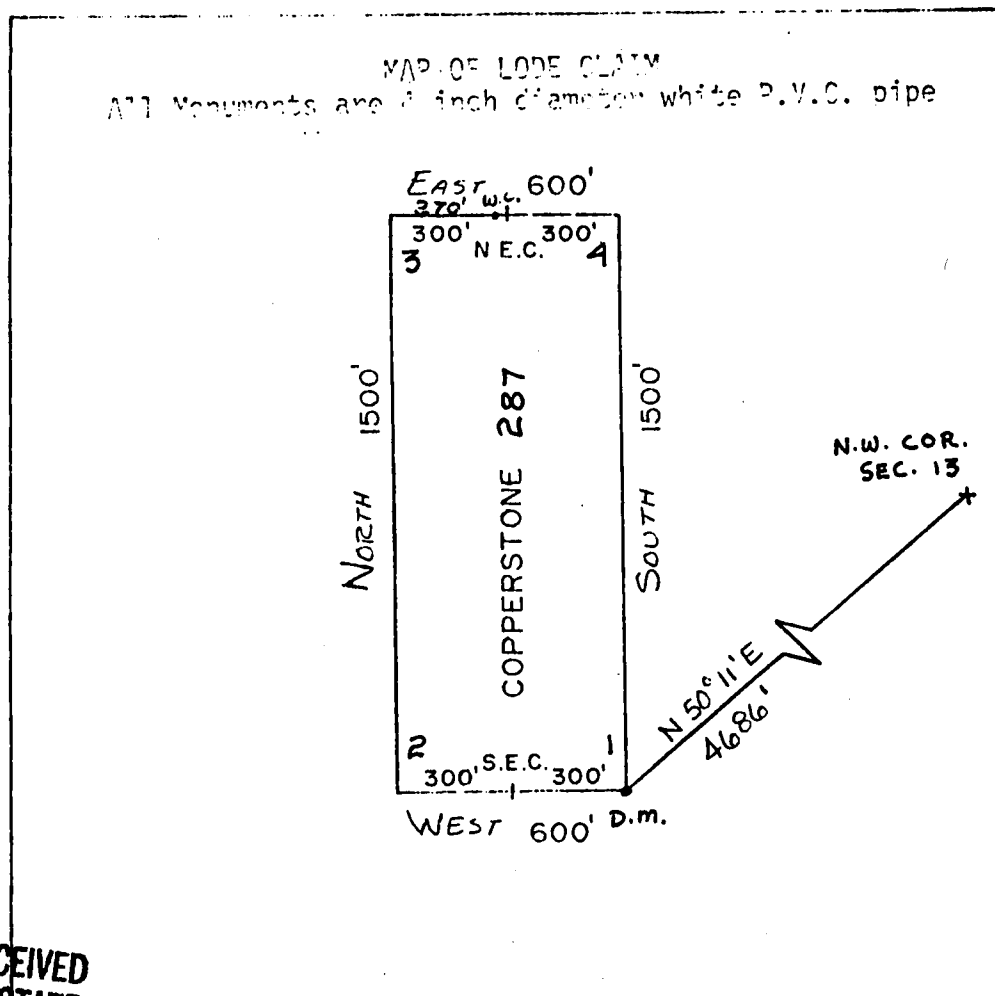 MAP OF LODE CLAIM
All Monuments are inch diameter white P.V.C. pipe
EAST 600'
W.C.
270'
300' 300'
N.E.C.
3 4
NORTH 1500'
COPPERSTONE 287
SOUTH 1500'
N.W. COR.
SEC. 13
N 50° 11' E
4686'
2 1
300' S.E.C. 300'
WEST 600' D.M.
CEIVED